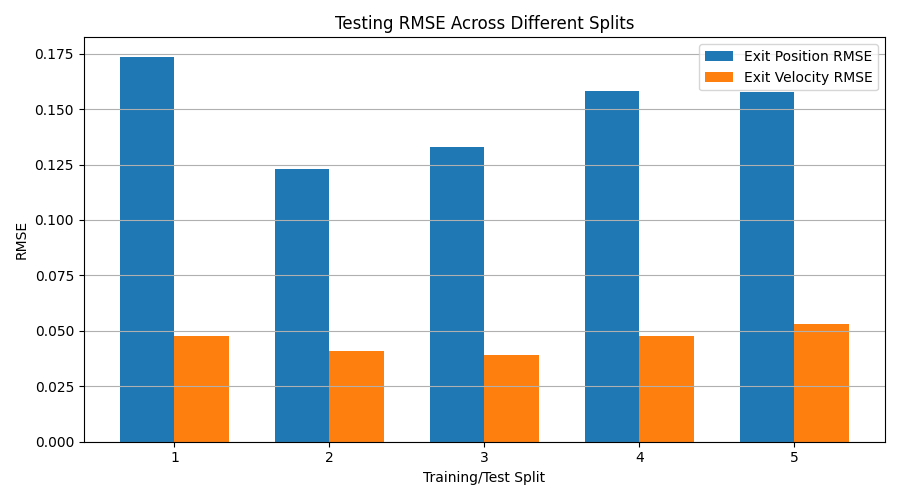 Testing RMSE Across Different Splits
Exit Position RMSE
Exit Velocity RMSE
RMSE
0.175
0.150
0.125
0.100
0.075
0.050
0.025
0.000
1 2 3 4 5
Training/Test Split